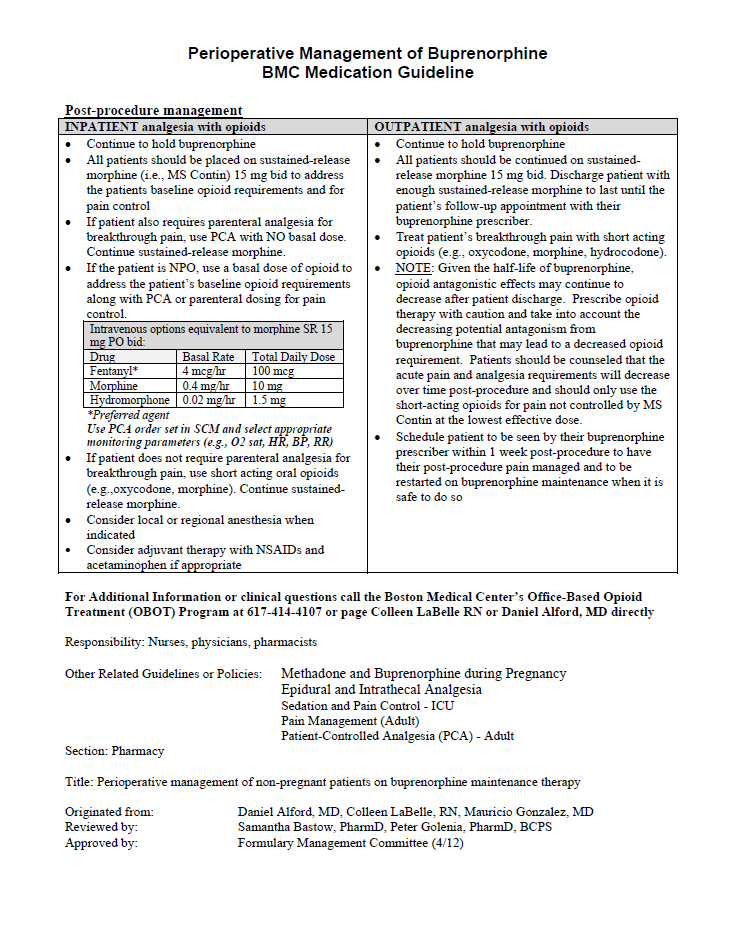 Perioperative Management of Buprenorphine
BMC Medication Guideline
Post-procedure management
INPATIENT analgesia with opioids
• Continue to hold buprenorphine
• All patients should be placed on sustained-release
morphine (i.e., MS Contin) 15 mg bid to address
the patients baseline opioid requirements and for
pain control
• If patient also requires parenteral analgesia for
breakthrough pain, use PCA with NO basal dose.
Continue sustained-release morphine.
• If the patient is NPO, use a basal dose of opioid to
address the patient's baseline opioid requirements
along with PCA or parenteral dosing for pain
control.
Intravenous options equivalent to morphine SR 15
mg PO bid:
Drug Basal Rate Total Daily Dose
Fentanyl* 4 mcg/hr 100 mcg
Morphine 0.4 mg/hr 10 mg
Hydromorphone 0.02 mg/hr 1.5 mg
*Preferred agent
Use PCA order set in SCM and select appropriate
monitoring parameters (e.g., O2 sat, HR, BP, RR)
• If patient does not require parenteral analgesia for
breakthrough pain, use short acting oral opioids
(e.g.,oxycodone, morphine). Continue sustained-
release morphine.
• Consider local or regional anesthesia when
indicated
• Consider adjuvant therapy with NSAIDs and
acetaminophen if appropriate
OUTPATIENT analgesia with opioids
• Continue to hold buprenorphine
• All patients should be continued on sustained-
release morphine 15 mg bid. Discharge patient with
enough sustained-release morphine to last until the
patient's follow-up appointment with their
buprenorphine prescriber.
• Treat patient's breakthrough pain with short acting
opioids (e.g., oxycodone, morphine, hydrocodone).
• NOTE: Given the half-life of buprenorphine,
opioid antagonistic effects may continue to
decrease after patient discharge. Prescribe opioid
therapy with caution and take into account the
decreasing potential antagonism from
buprenorphine that may lead to a decreased opioid
requirement. Patients should be counseled that the
acute pain and analgesia requirements will decrease
over time post-procedure and should only use the
short-acting opioids for pain not controlled by MS
Contin at the lowest effective dose.
• Schedule patient to be seen by their buprenorphine
prescriber within 1 week post-procedure to have
their post-procedure pain managed and to be
restarted on buprenorphine maintenance when it is
safe to do so
For Additional Information or clinical questions call the Boston Medical Center's Office-Based Opioid
Treatment (OBOT) Program at 617-414-4107 or page Colleen LaBelle RN or Daniel Alford, MD directly
Responsibility: Nurses, physicians, pharmacists
Other Related Guidelines or Policies: Methadone and Buprenorphine during Pregnancy
Epidural and Intrathecal Analgesia
Sedation and Pain Control - ICU
Pain Management (Adult)
Patient-Controlled Analgesia (PCA) - Adult
Section: Pharmacy
Title: Perioperative management of non-pregnant patients on buprenorphine maintenance therapy
Originated from: Daniel Alford, MD, Colleen LaBelle, RN, Mauricio Gonzalez, MD
Reviewed by: Samantha Bastow, PharmD, Peter Golenia, PharmD, BCPS
Approved by: Formulary Management Committee (4/12)